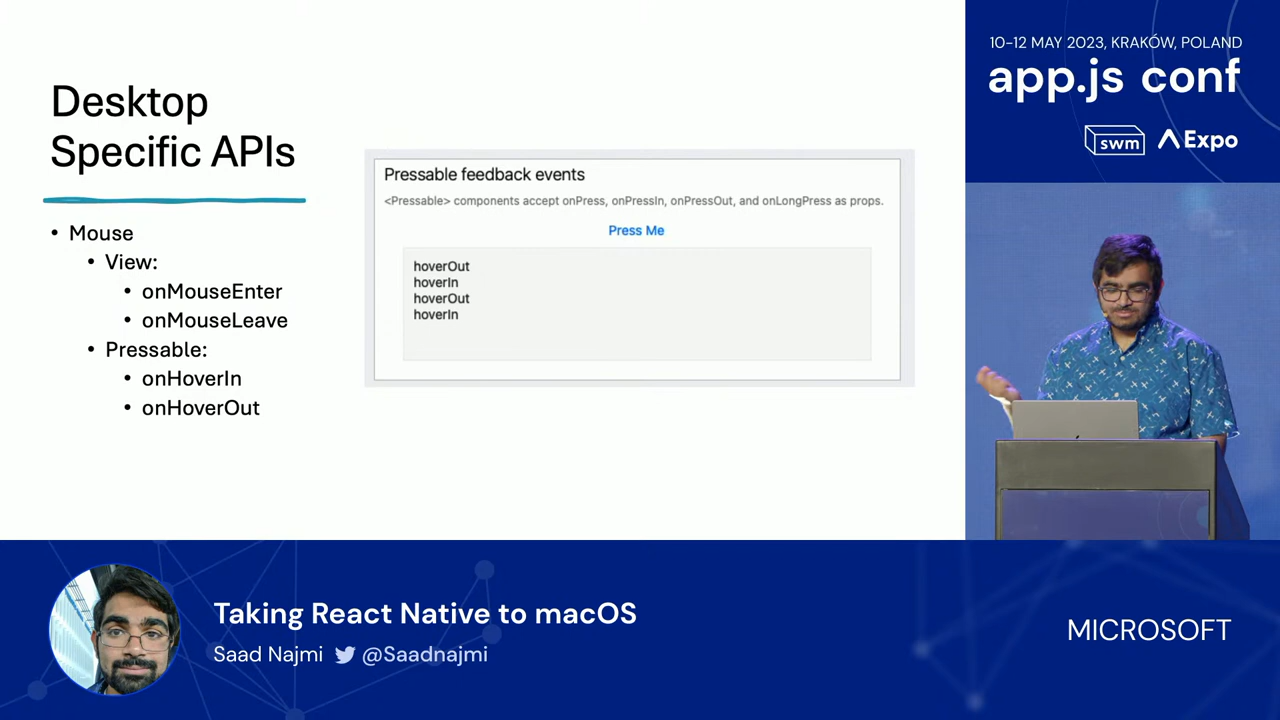 Desktop
Specific APIs
• Mouse
• View:
• onMouseEnter
• onMouseLeave
• Pressable:
• onHoverIn
• onHoverOut
Pressable feedback events
<Pressable> components accept onPress, onPressIn, onPressOut, and onLongPress as props.
Press Me
hoverOut
hoverIn
hoverOut
hoverIn
10-12 MAY 2023, KRAKÓW, POLAND
app.js conf
swm Expo
Taking React Native to macOS
Saad Najmi @Saadnajmi
MICROSOFT